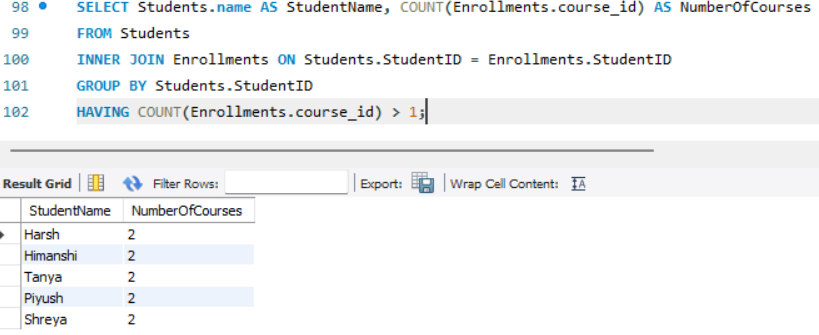 98 SELECT Students.name AS StudentName, COUNT(Enrollments.course_id) AS NumberOfCourses
99 FROM Students
100 INNER JOIN Enrollments ON Students.StudentID = Enrollments.StudentID
101 GROUP BY Students.StudentID
102 HAVING COUNT(Enrollments.course_id) > 1;
Result Grid Filter Rows: Export: Wrap Cell Content:
StudentName NumberOfCourses
Harsh 2
Himanshi 2
Tanya 2
Piyush 2
Shreya 2